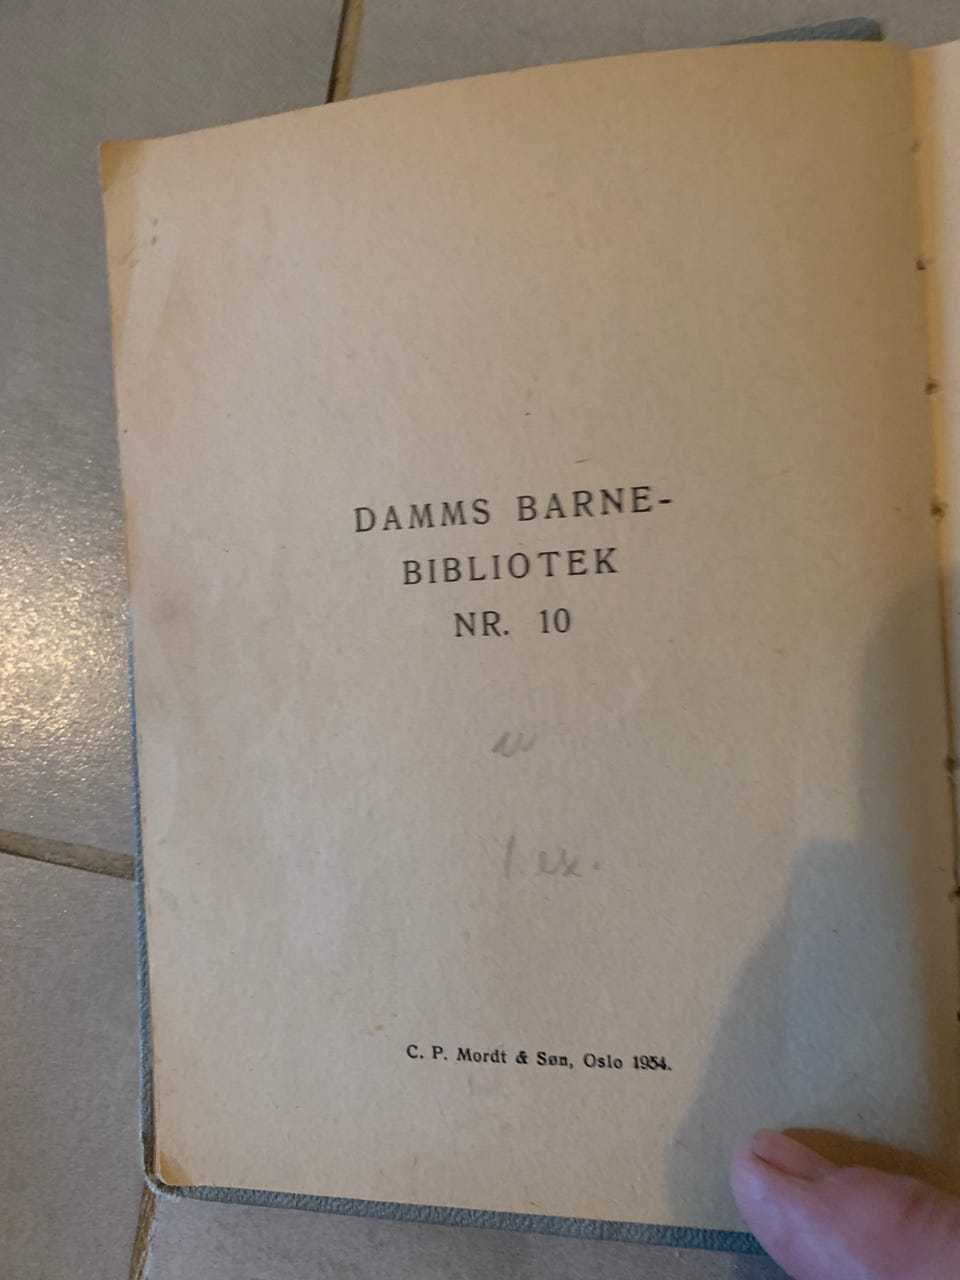 DAMMS BARNE-
BIBLIOTEK
NR. 10
1. ex.
C. P. Mordt & Søn, Oslo 1954.